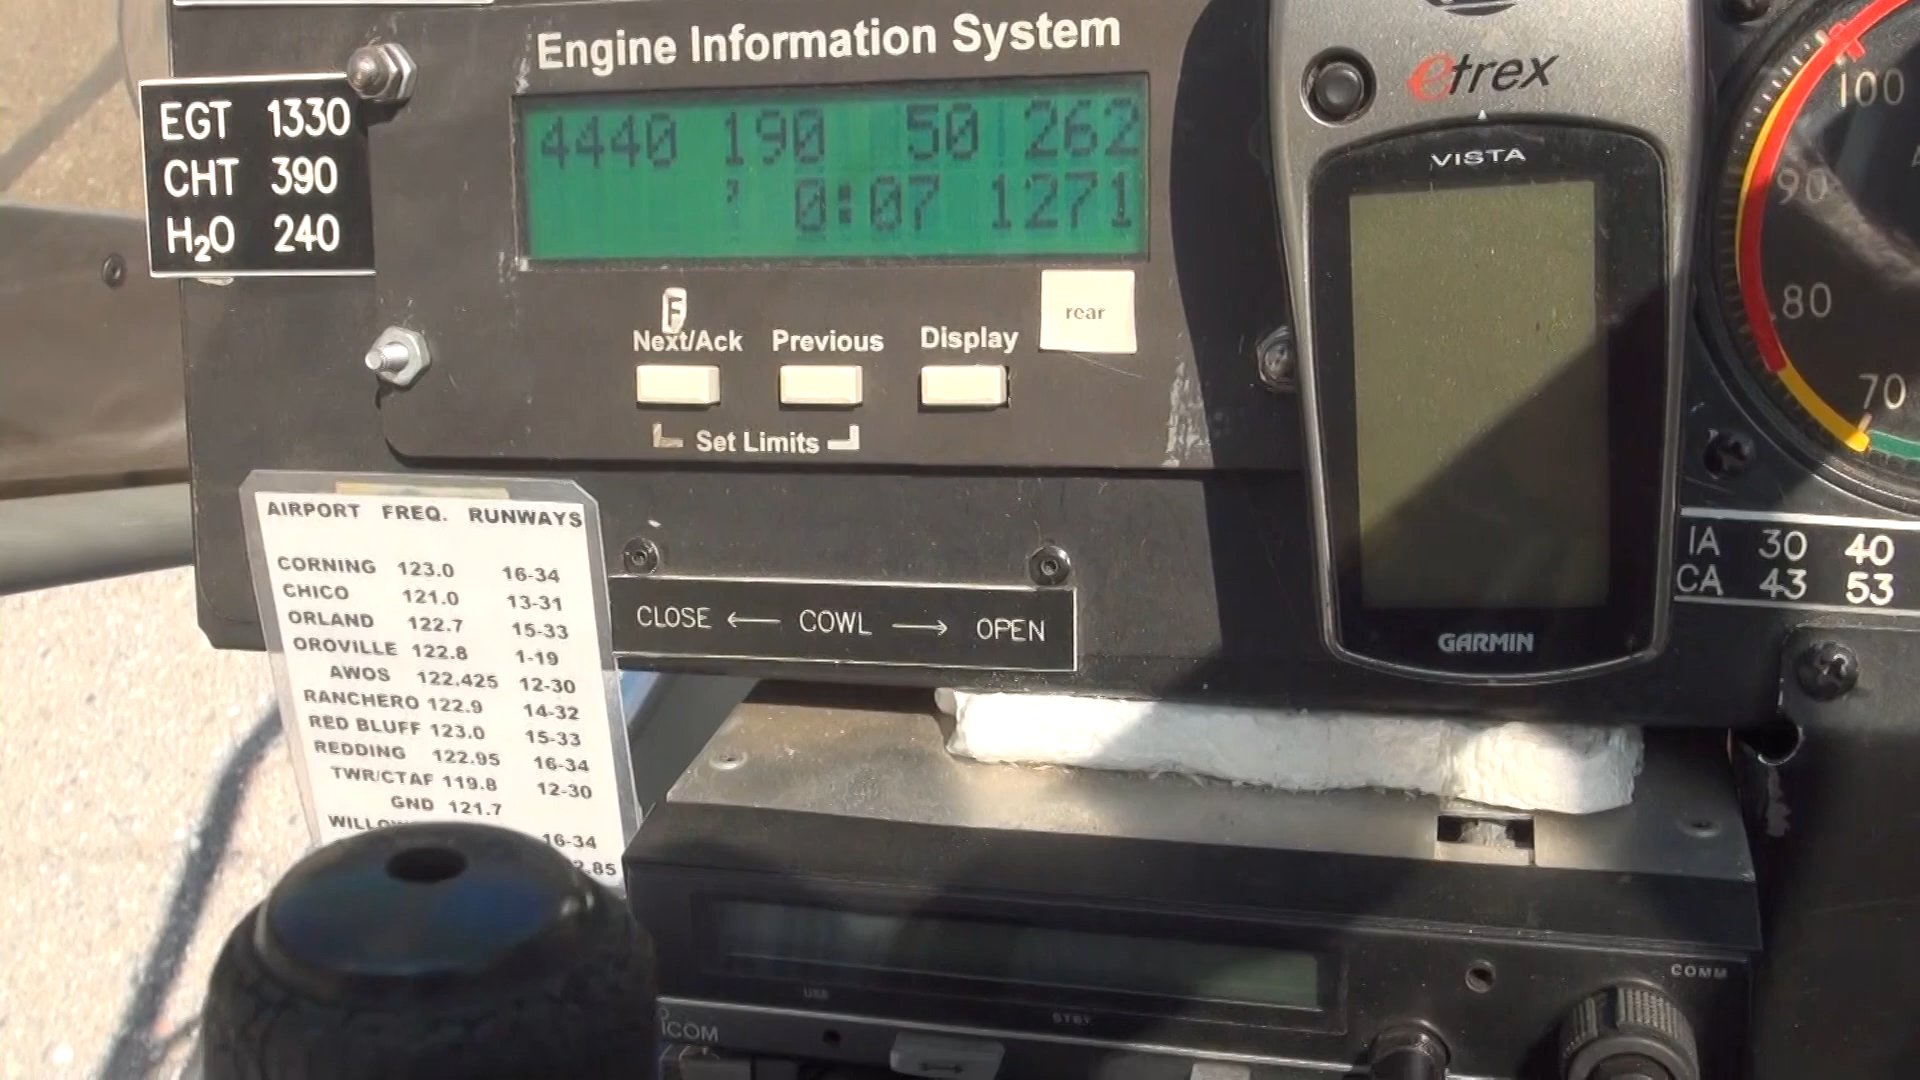 Engine Information System
EGT 1330
CHT 390
H₂O 240
4440 190 50 262
' 0:07 1271
F
Next/Ack Previous Display
rear
Set Limits
etrex
VISTA
GARMIN
100
90
80
70
IA 30 40
CA 43 53
AIRPORT FREQ. RUNWAYS
CORNING 123.0 16-34
CHICO 121.0 13-31
ORLAND 122.7 15-33
OROVILLE 122.8 1-19
AWOS 122.425 12-30
RANCHERO 122.9 14-32
RED BLUFF 123.0 15-33
REDDING 122.95 16-34
TWR/CTAF 119.8 12-30
GND 121.7
16-34
.85
CLOSE ← COWL → OPEN
COMM
USE
STBY
ICOM